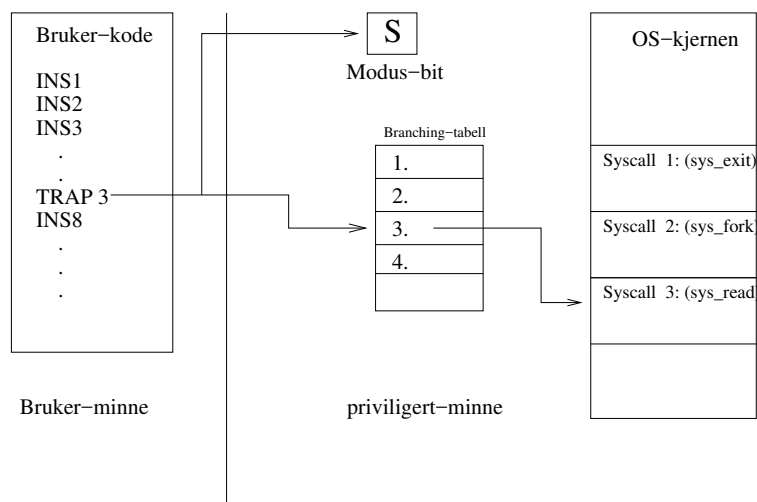 Bruker-kode
INS1
INS2
INS3
.
.
TRAP 3
INS8
.
.
.
Bruker-minne
S
Modus-bit
Branching-tabell
1.
2.
3.
4.
priviligert-minne
OS-kjernen
Syscall 1: (sys_exit)
Syscall 2: (sys_fork)
Syscall 3: (sys_read)